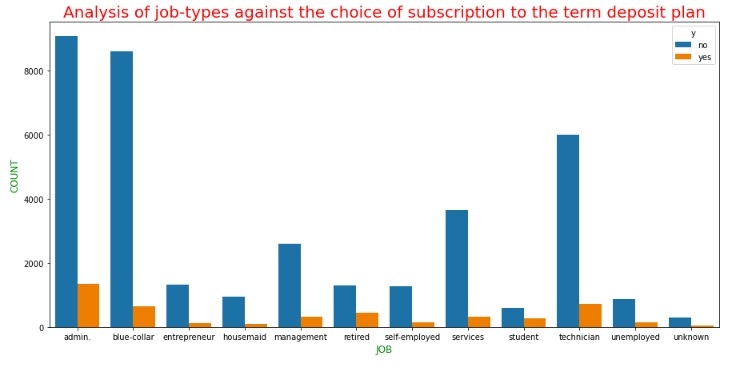 Analysis of job-types against the choice of subscription to the term deposit plan
y
no
yes
8000
6000
4000
2000
0
COUNT
admin. blue-collar entrepreneur housemaid management retired self-employed services student technician unemployed unknown
JOB